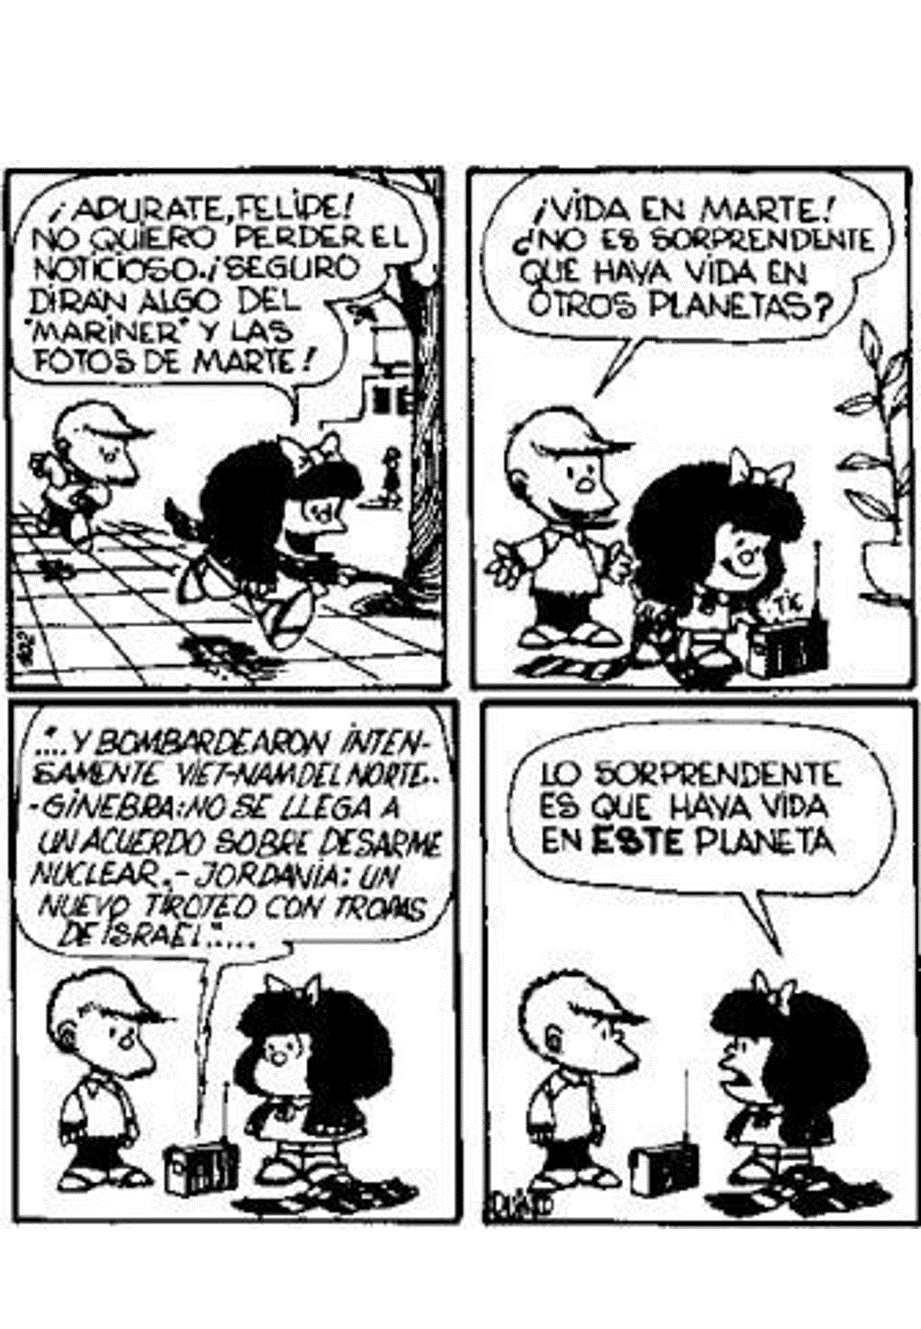 ¡APURATE, FELIPE!
NO QUIERO PERDER EL
NOTICIOSO.¡SEGURO
DIRÁN ALGO DEL
"MARINER" Y LAS
FOTOS DE MARTE!
¡VIDA EN MARTE!
¿NO ES SORPRENDENTE
QUE HAYA VIDA EN
OTROS PLANETAS?
TIC
"....Y BOMBARDEARON INTEN-
SAMENTE VIET-NAM DEL NORTE..
-GINEBRA: NO SE LLEGA A
UN ACUERDO SOBRE DESARME
NUCLEAR.- JORDANIA: UN
NUEVO TIROTEO CON TROPAS
DE ISRAEL".....
LO SORPRENDENTE
ES QUE HAYA VIDA
EN ESTE PLANETA
QUINO